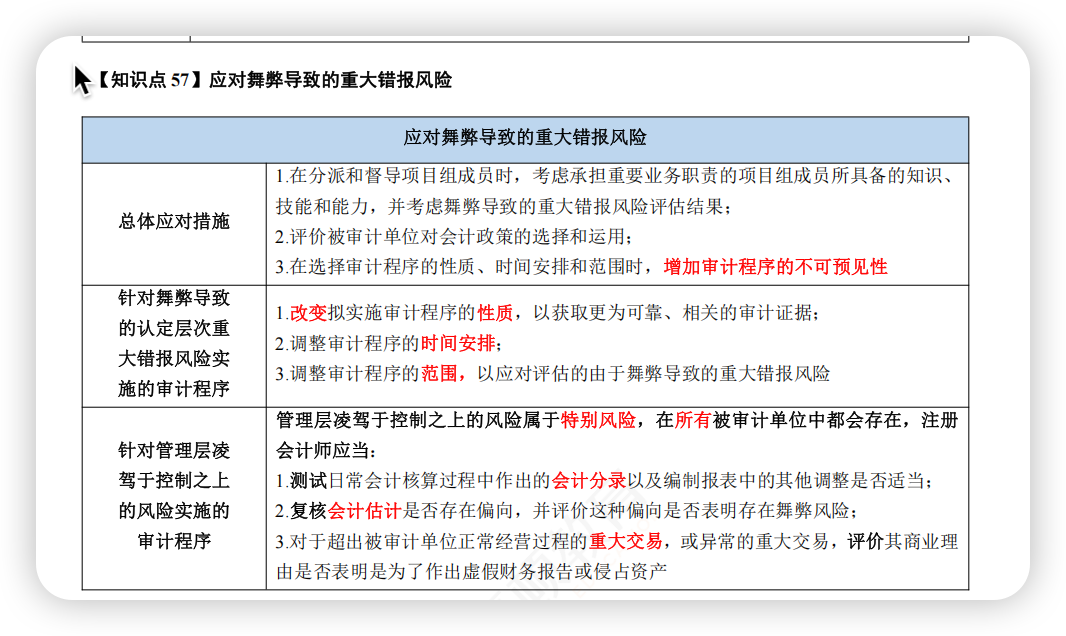 【知识点 57】应对舞弊导致的重大错报风险
应对舞弊导致的重大错报风险
总体应对措施
1.在分派和督导项目组成员时，考虑承担重要业务职责的项目组成员所具备的知识、
技能和能力，并考虑舞弊导致的重大错报风险评估结果；
2.评价被审计单位对会计政策的选择和运用；
3.在选择审计程序的性质、时间安排和范围时，增加审计程序的不可预见性
针对舞弊导致
的认定层次重
大错报风险实
施的审计程序
1.改变拟实施审计程序的性质，以获取更为可靠、相关的审计证据；
2.调整审计程序的时间安排；
3.调整审计程序的范围，以应对评估的由于舞弊导致的重大错报风险
针对管理层凌
驾于控制之上
的风险实施的
审计程序
管理层凌驾于控制之上的风险属于特别风险，在所有被审计单位中都会存在，注册
会计师应当：
1.测试日常会计核算过程中作出的会计分录以及编制报表中的其他调整是否适当；
2.复核会计估计是否存在偏向，并评价这种偏向是否表明存在舞弊风险；
3.对于超出被审计单位正常经营过程的重大交易，或异常的重大交易，评价其商业理
由是否表明是为了作出虚假财务报告或侵占资产